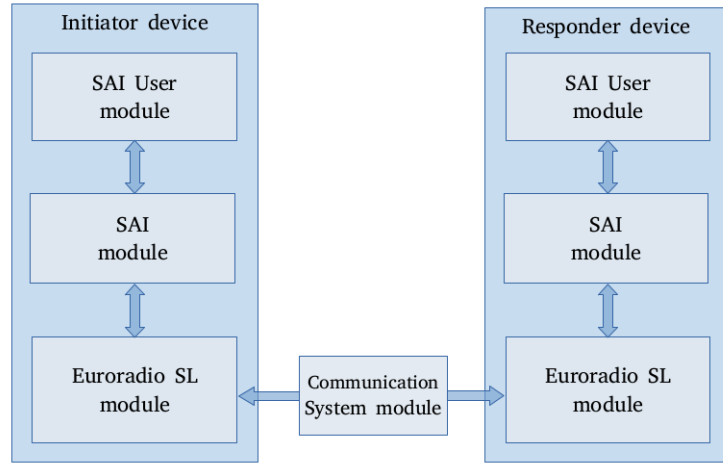 Initiator device
SAI User
module
SAI
module
Euroradio SL
module
Communication
System module
Responder device
SAI User
module
SAI
module
Euroradio SL
module